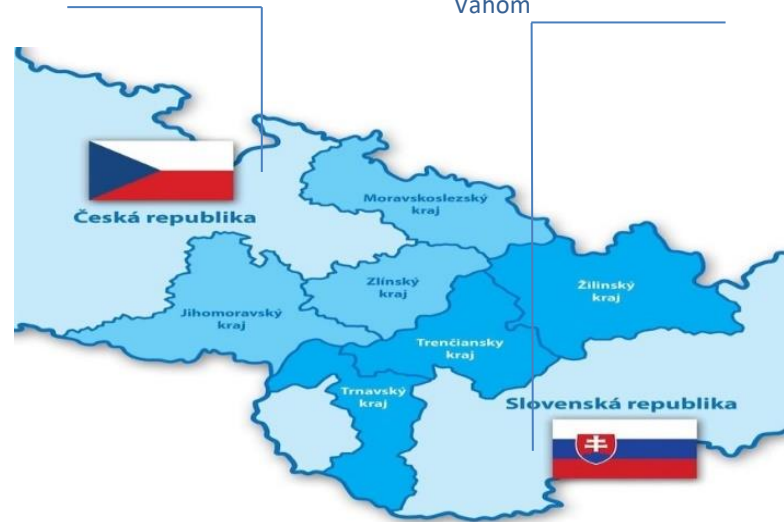 Váhom
Moravskoslezský
kraj
Česká republika
Zlínský
kraj
Žilinský
kraj
Jihomoravský
kraj
Trenčiansky
kraj
Trnavský
kraj
Slovenská republika